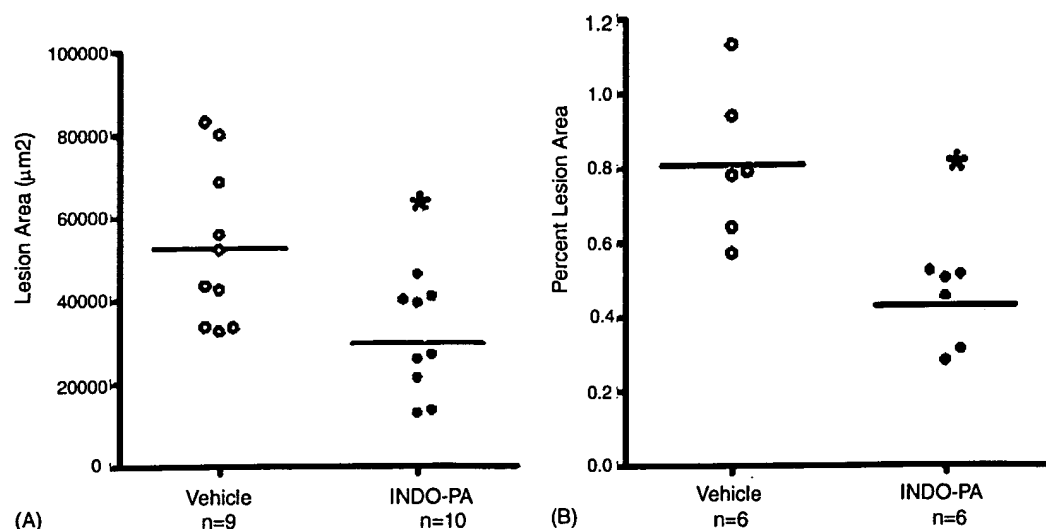 100000
80000
60000
40000
20000
0
Lesion Area (μm2)
Vehicle
n=9
INDO-PA
n=10
(A)
1.2
1.0
0.8
0.6
0.4
0.2
0.0
Percent Lesion Area
Vehicle
n=6
INDO-PA
n=6
(B)
*
*